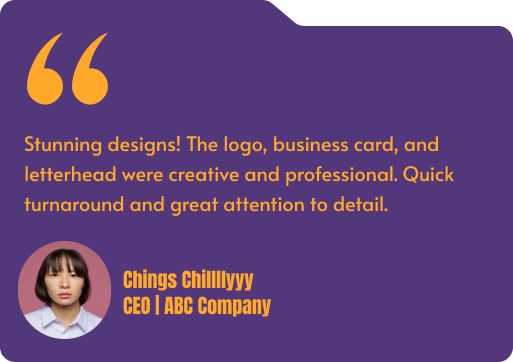 “
Stunning designs! The logo, business card, and
letterhead were creative and professional. Quick
turnaround and great attention to detail.
Chings Chillllyyy
CEO | ABC Company